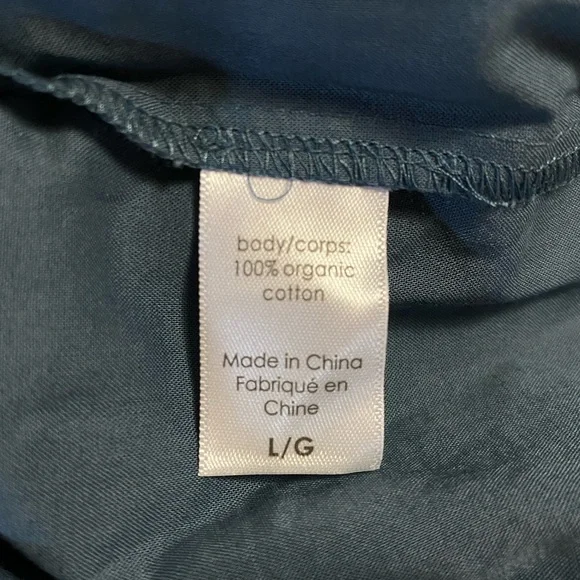 body/corps:
100% organic
cotton
Made in China
Fabriqué en
Chine
L/G